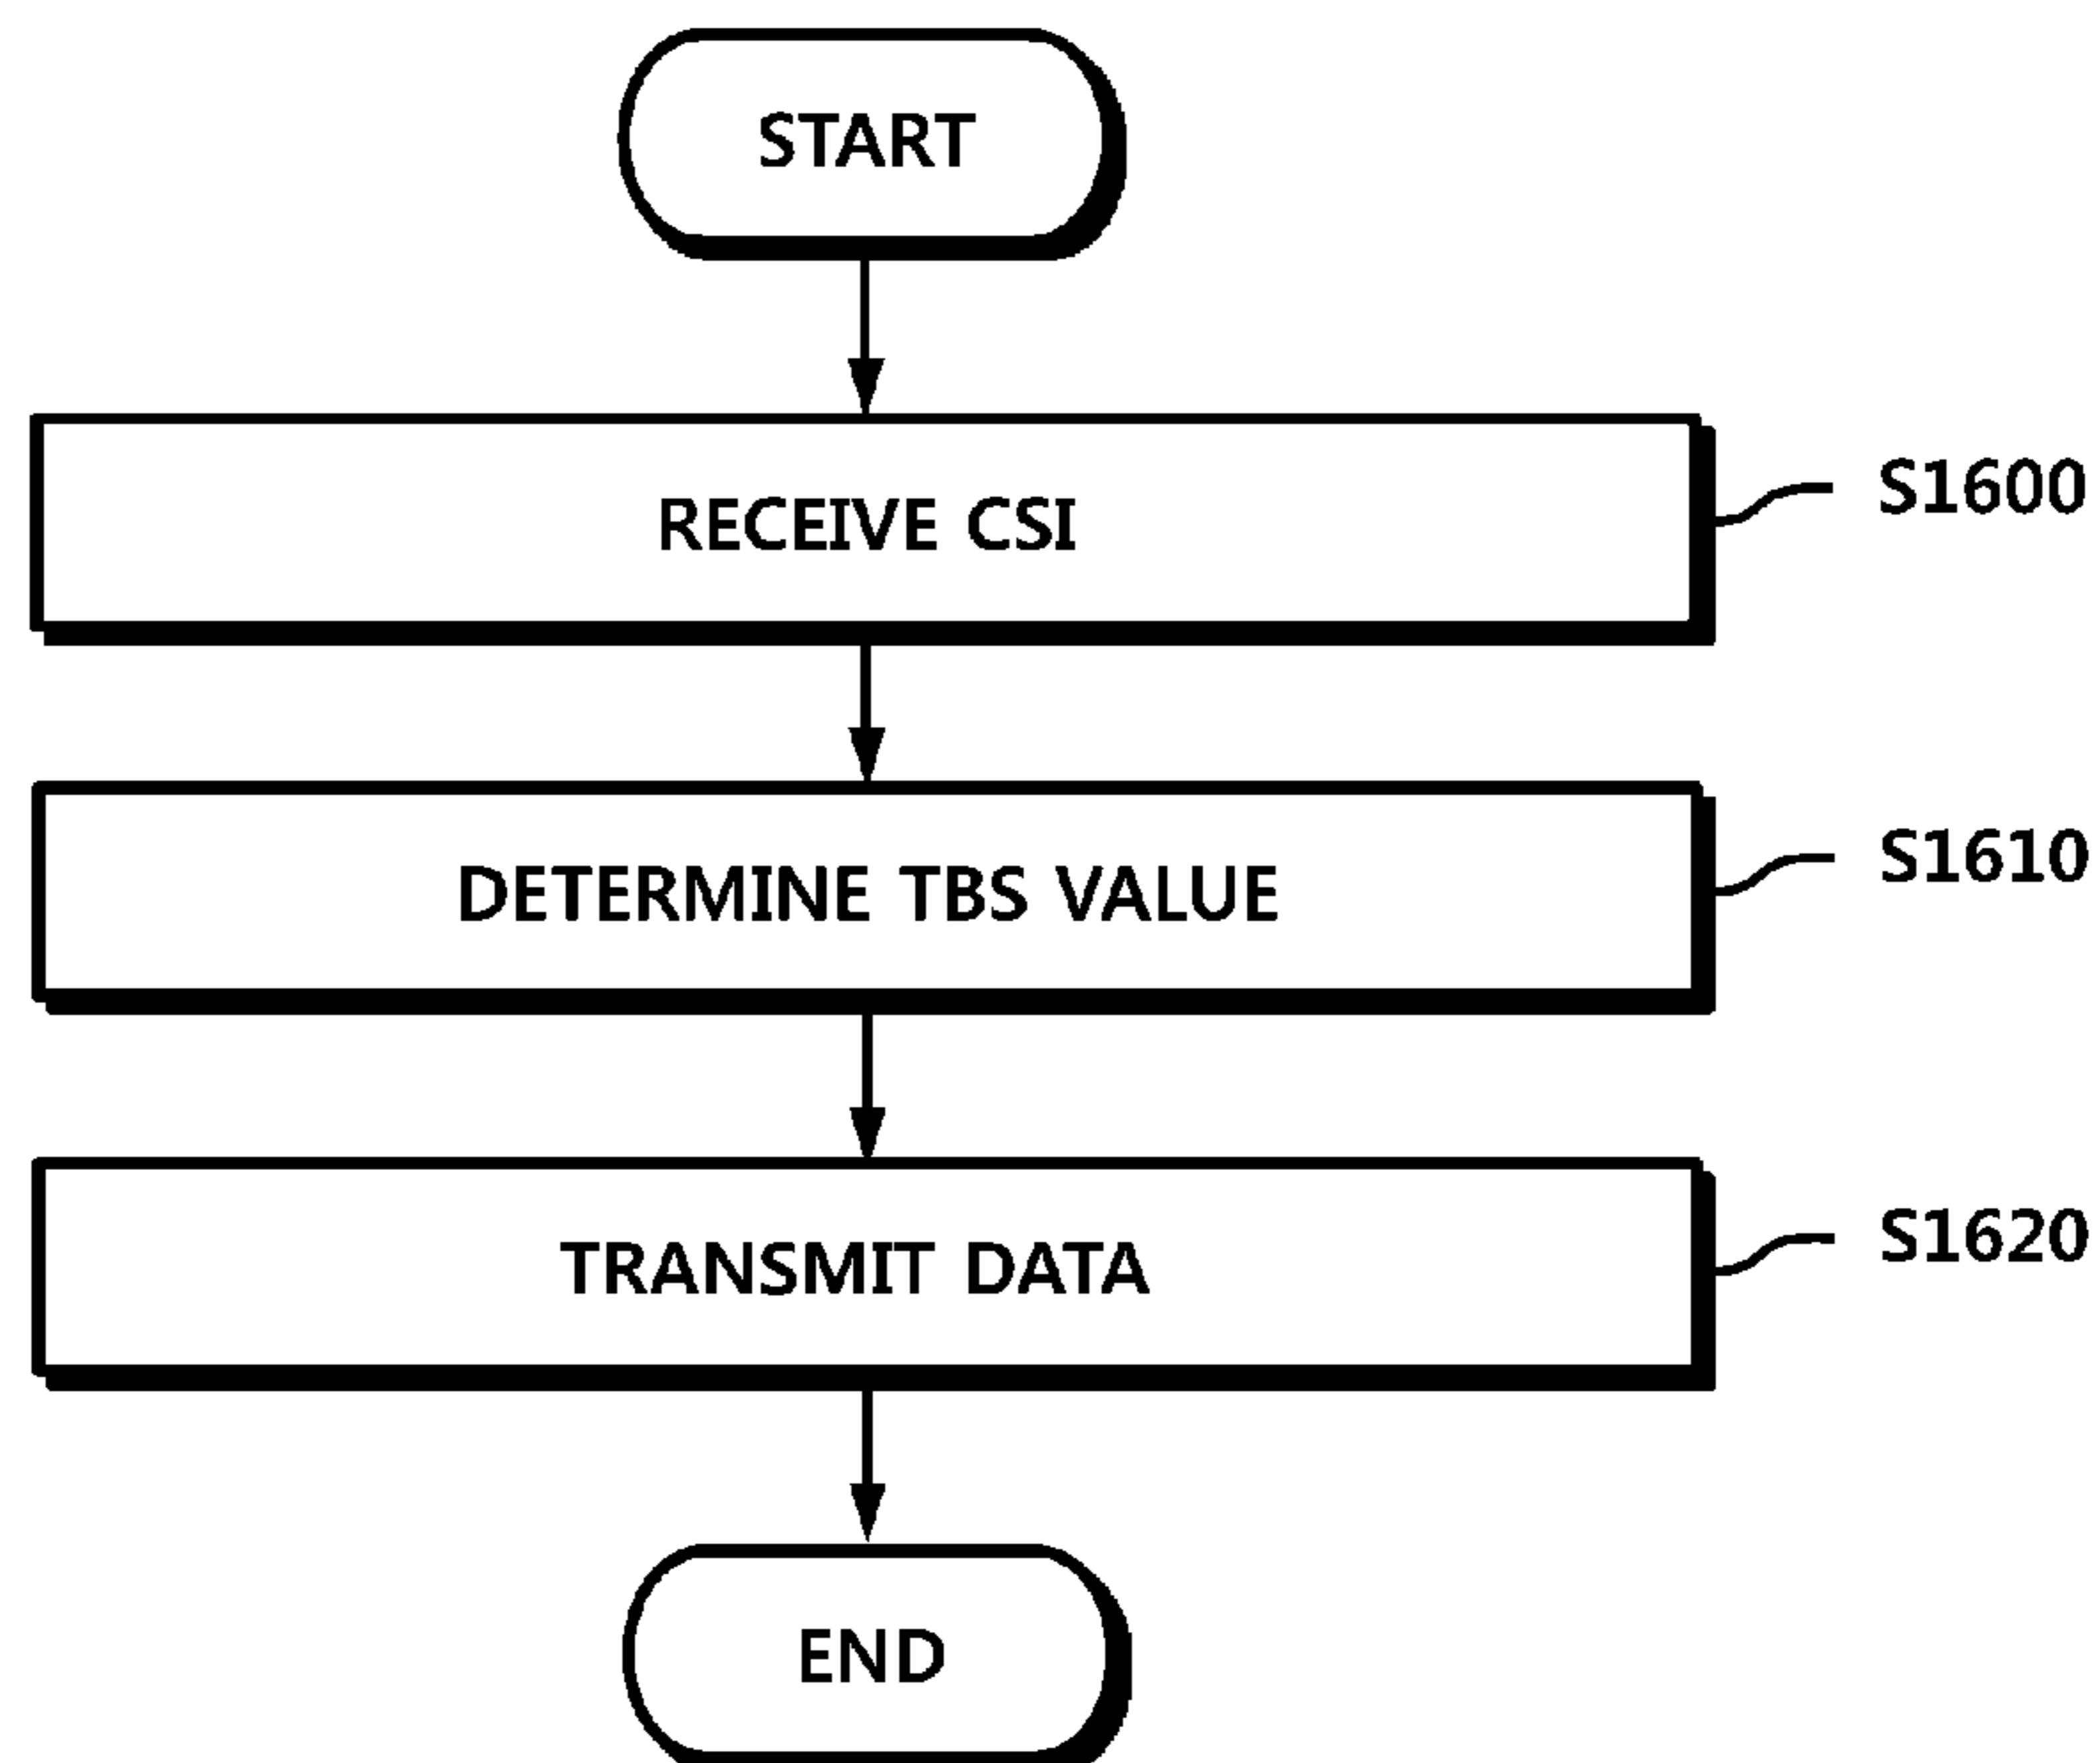 START
RECEIVE CSI
S1600
DETERMINE TBS VALUE
S1610
TRANSMIT DATA
S1620
END